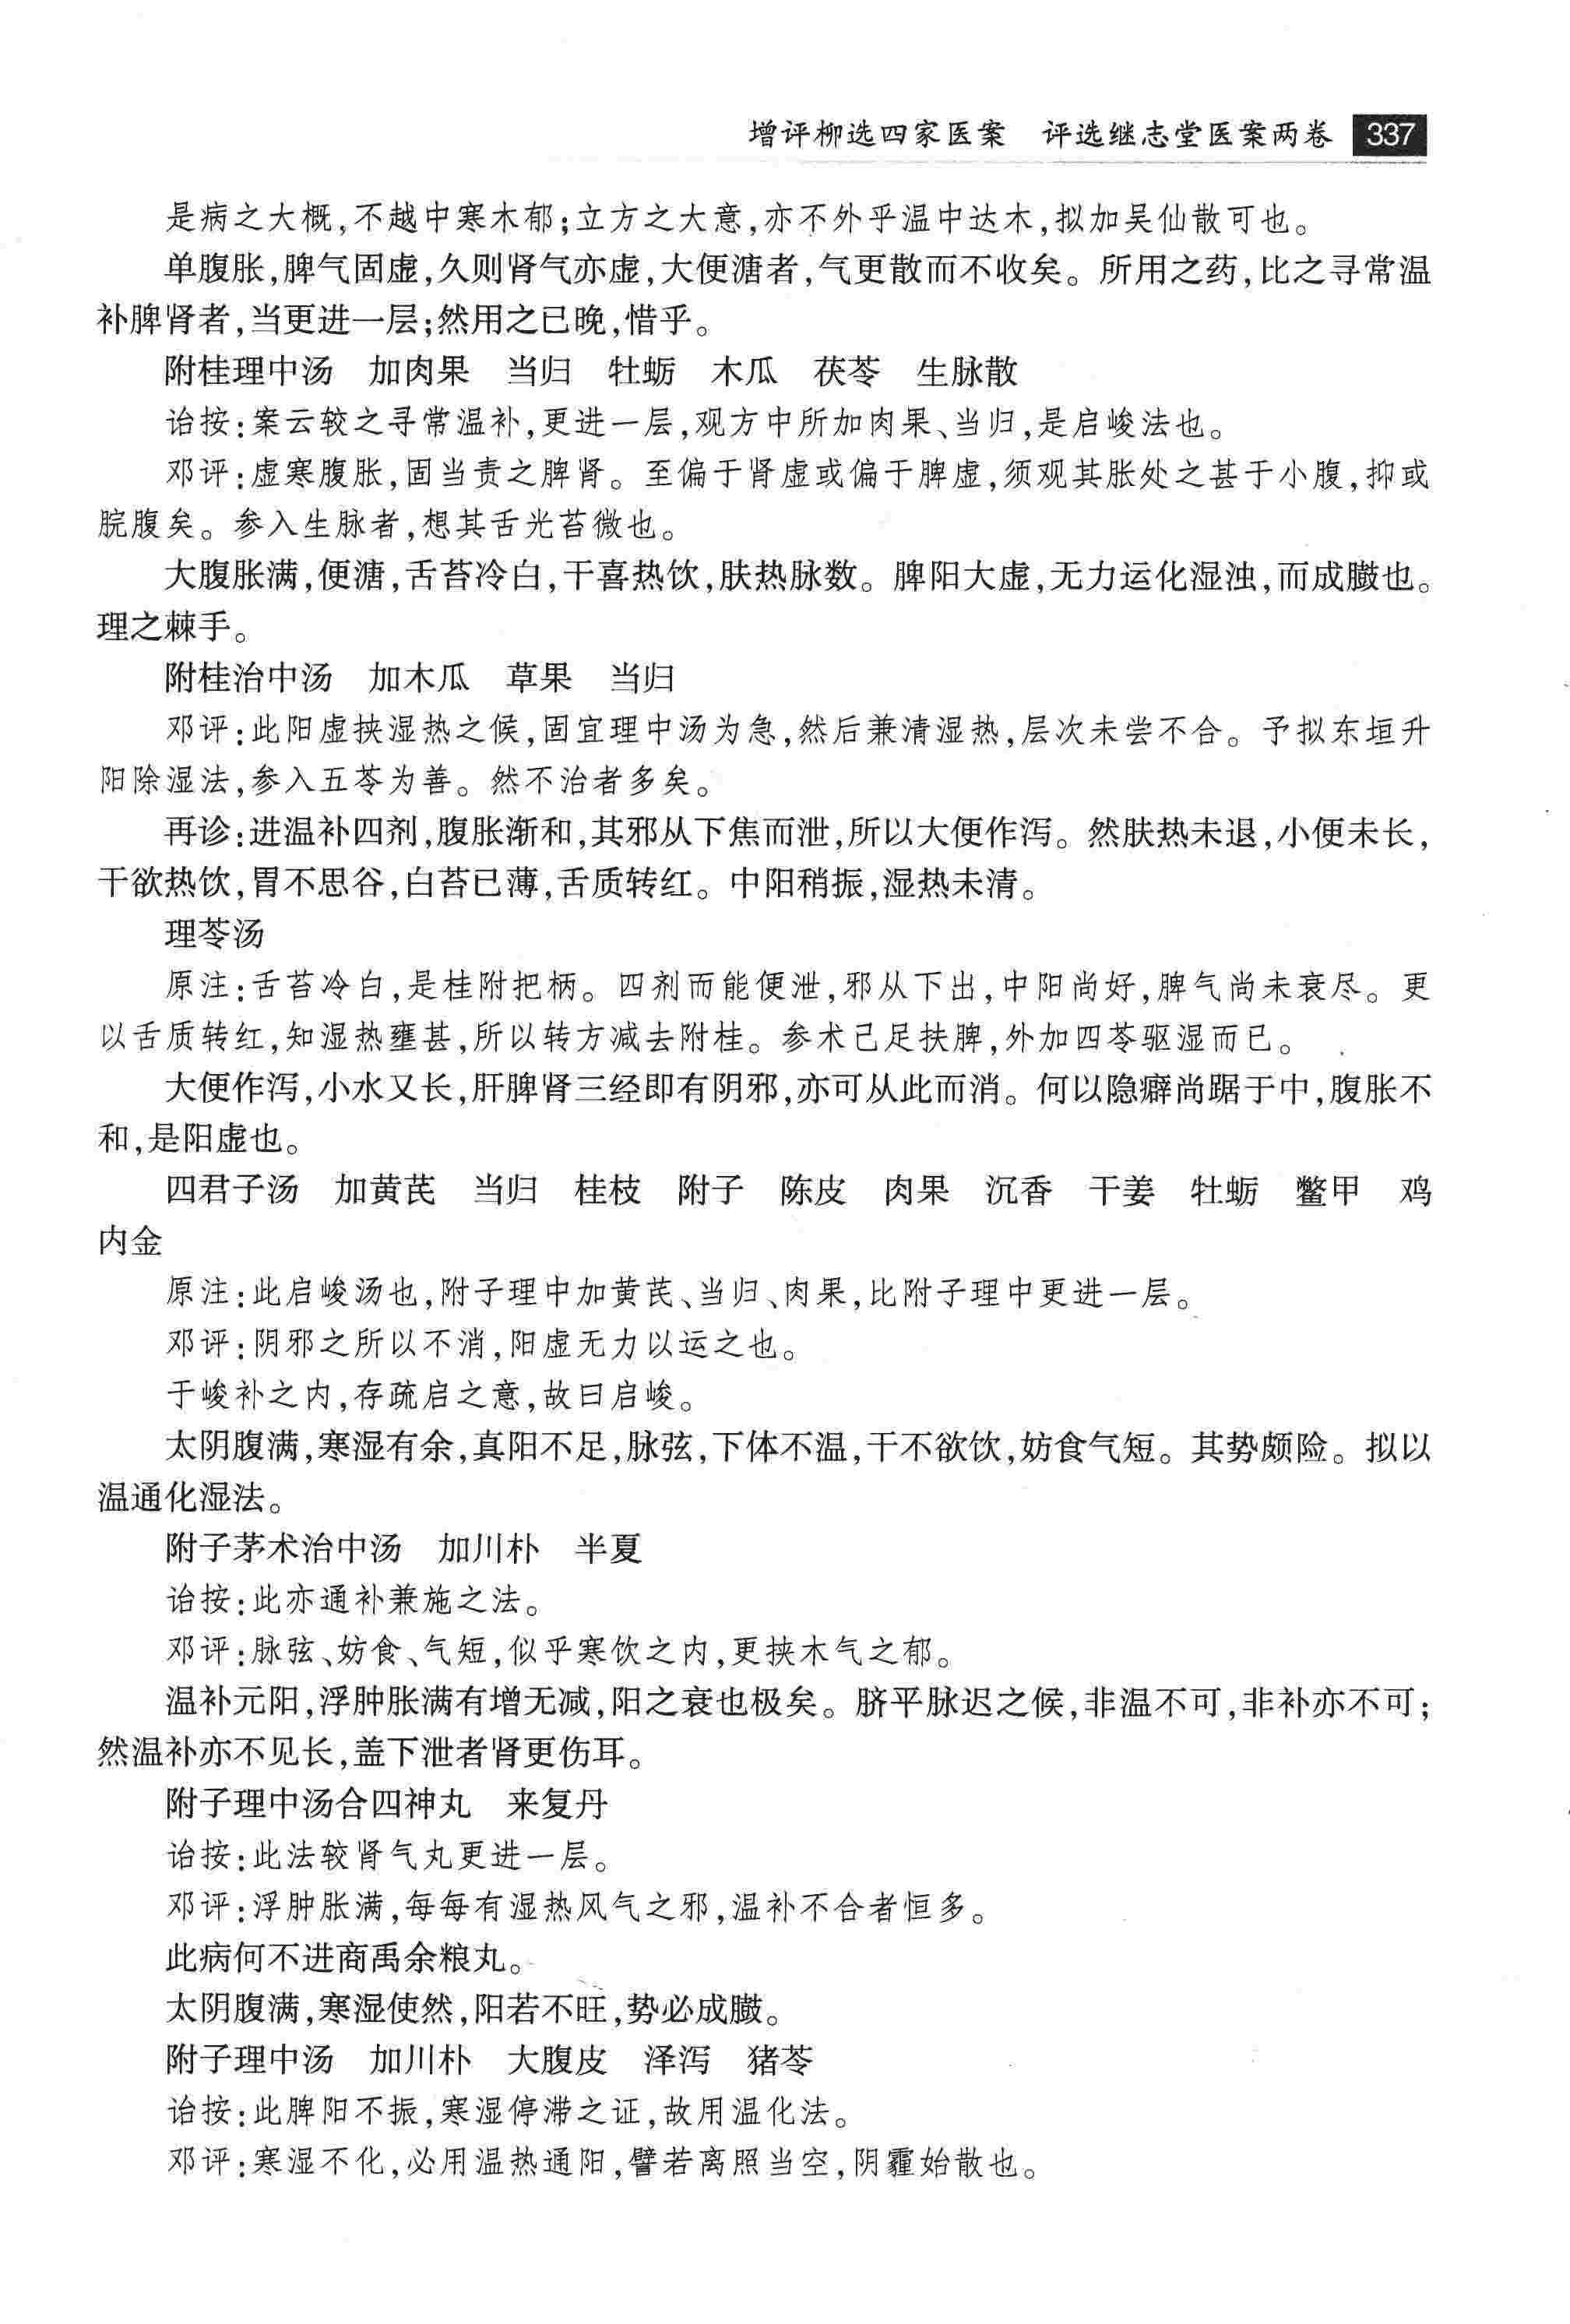 增评柳选四家医案　评选继志堂医案两卷 337
是病之大概,不越中寒木郁;立方之大意,亦不外乎温中达木,拟加吴仙散可也。
单腹胀,脾气固虚,久则肾气亦虚,大便溏者,气更散而不收矣。所用之药,比之寻常温
补脾肾者,当更进一层;然用之已晚,惜乎。
附桂理中汤　加肉果　当归　牡蛎　木瓜　茯苓　生脉散
诒按:案云较之寻常温补,更进一层,观方中所加肉果、当归,是启峻法也。
邓评:虚寒腹胀,固当责之脾肾。至偏于肾虚或偏于脾虚,须观其胀处之甚于小腹,抑或
脘腹矣。参入生脉者,想其舌光苔微也。
大腹胀满,便溏,舌苔冷白,干喜热饮,肤热脉数。脾阳大虚,无力运化湿浊,而成臌也。
理之棘手。
附桂治中汤　加木瓜　草果　当归
邓评:此阳虚挟湿热之候,固宜理中汤为急,然后兼清湿热,层次未尝不合。予拟东垣升
阳除湿法,参入五苓为善。然不治者多矣。
再诊:进温补四剂,腹胀渐和,其邪从下焦而泄,所以大便作泻。然肤热未退,小便未长,
干欲热饮,胃不思谷,白苔已薄,舌质转红。中阳稍振,湿热未清。
理苓汤
原注:舌苔冷白,是桂附把柄。四剂而能便泄,邪从下出,中阳尚好,脾气尚未衰尽。更
以舌质转红,知湿热壅甚,所以转方减去附桂。参术已足扶脾,外加四苓驱湿而已。
大便作泻,小水又长,肝脾肾三经即有阴邪,亦可从此而消。何以隐癖尚踞于中,腹胀不
和,是阳虚也。
四君子汤　加黄芪　当归　桂枝　附子　陈皮　肉果　沉香　干姜　牡蛎　鳖甲　鸡
内金
原注:此启峻汤也,附子理中加黄芪、当归、肉果,比附子理中更进一层。
邓评:阴邪之所以不消,阳虚无力以运之也。
于峻补之内,存疏启之意,故曰启峻。
太阴腹满,寒湿有余,真阳不足,脉弦,下体不温,干不欲饮,妨食气短。其势颇险。拟以
温通化湿法。
附子茅术治中汤　加川朴　半夏
诒按:此亦通补兼施之法。
邓评:脉弦、妨食、气短,似乎寒饮之内,更挟木气之郁。
温补元阳,浮肿胀满有增无减,阳之衰也极矣。脐平脉迟之候,非温不可,非补亦不可;
然温补亦不见长,盖下泄者肾更伤耳。
附子理中汤合四神丸　来复丹
诒按:此法较肾气丸更进一层。
邓评:浮肿胀满,每每有湿热风气之邪,温补不合者恒多。
此病何不进商禹余粮丸。
太阴腹满,寒湿使然,阳若不旺,势必成臌。
附子理中汤　加川朴　大腹皮　泽泻　猪苓
诒按:此脾阳不振,寒湿停滞之证,故用温化法。
邓评:寒湿不化,必用温热通阳,譬若离照当空,阴霾始散也。